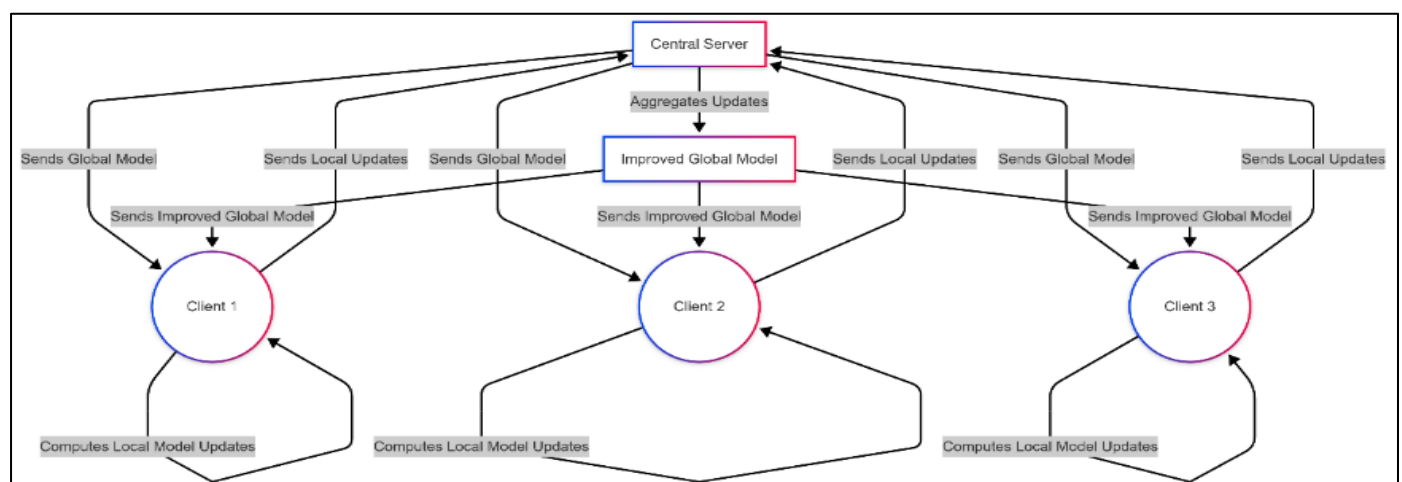 Central Server
Aggregates Updates
Sends Global Model
Sends Local Updates
Sends Global Model
Improved Global Model
Sends Local Updates
Sends Global Model
Sends Local Updates
Sends Improved Global Model
Sends Improved Global Model
Sends Improved Global Model
Client 1
Client 2
Client 3
Computes Local Model Updates
Computes Local Model Updates
Computes Local Model Updates